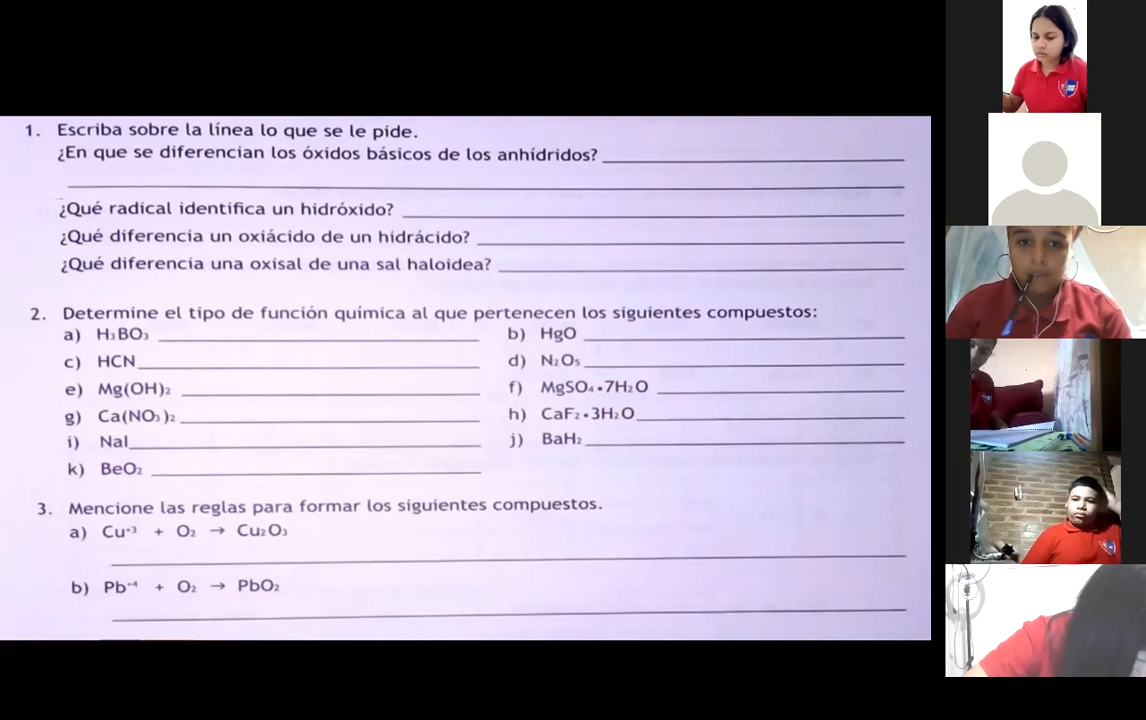 1. Escriba sobre la línea lo que se le pide.
¿En que se diferencian los óxidos básicos de los anhídridos?
¿Qué radical identifica un hidróxido?
¿Qué diferencia un oxiácido de un hidrácido?
¿Qué diferencia una oxisal de una sal haloidea?
2. Determine el tipo de función química al que pertenecen los siguientes compuestos:
a) H₃BO₃ b) HgO
c) HCN d) N₂O₅
e) Mg(OH)₂ f) MgSO₄•7H₂O
g) Ca(NO₃)₂ h) CaF₂•3H₂O
i) NaI j) BaH₂
k) BeO₂
3. Mencione las reglas para formar los siguientes compuestos.
a) Cu⁺³ + O₂ → Cu₂O₃
b) Pb⁺⁴ + O₂ → PbO₂